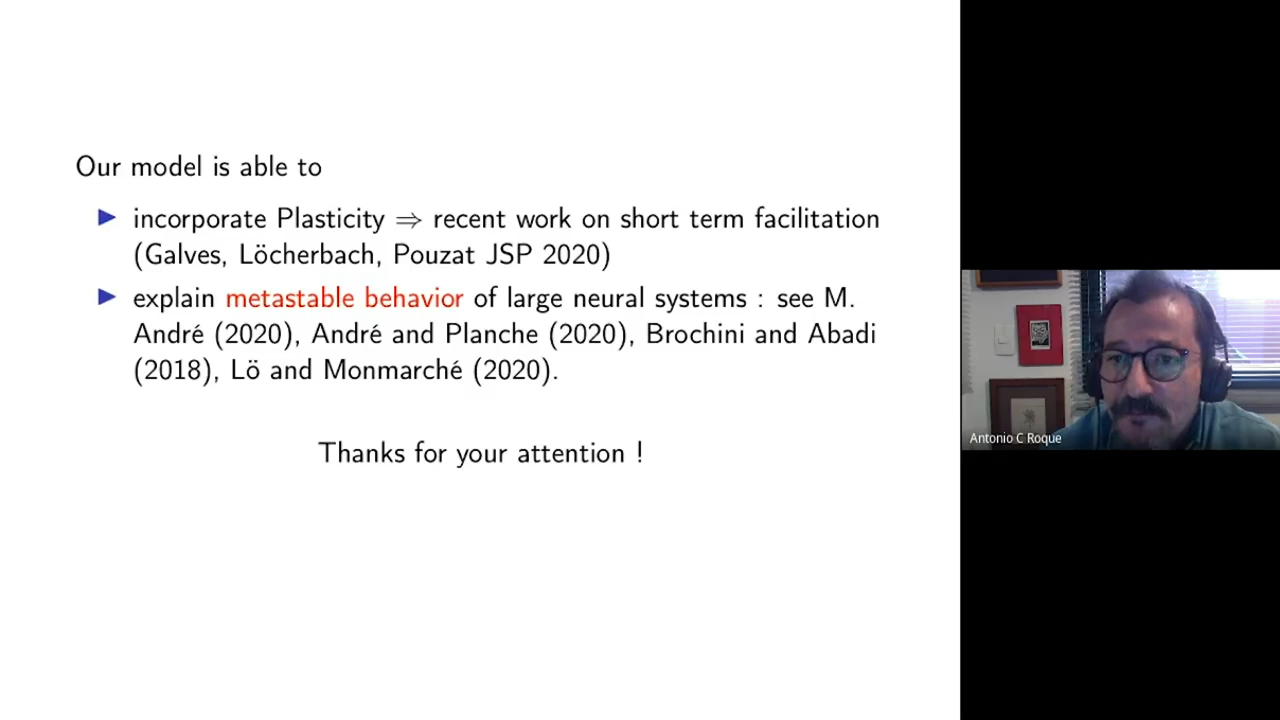 Our model is able to
▶ incorporate Plasticity ⇒ recent work on short term facilitation
(Galves, Löcherbach, Pouzat JSP 2020)
▶ explain metastable behavior of large neural systems : see M.
André (2020), André and Planche (2020), Brochini and Abadi
(2018), Lö and Monmarché (2020).
Thanks for your attention !
Antonio C Roque